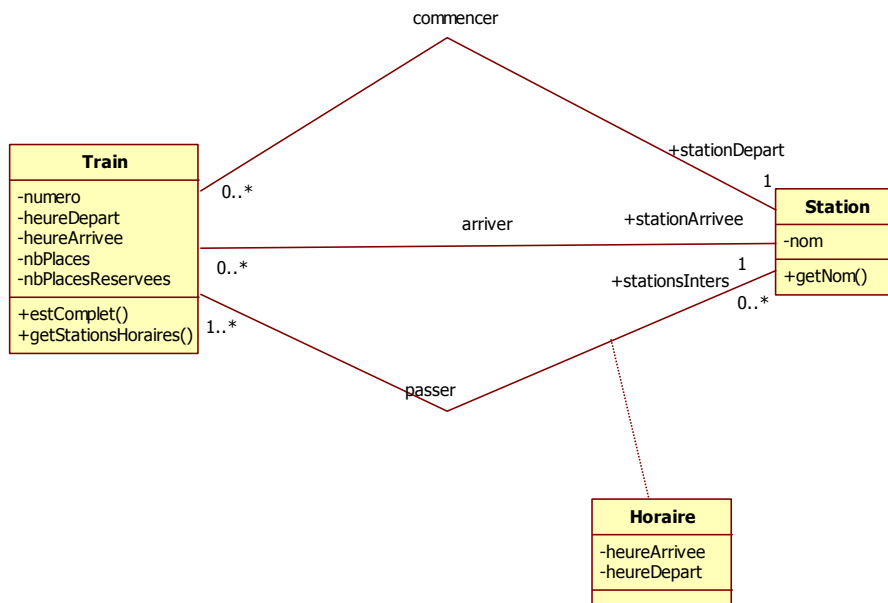 commencer
Train
-numero
-heureDepart
-heureArrivee
-nbPlaces
-nbPlacesReservees
+estComplet()
+getStationsHoraires()
0..*
+stationDepart
1
Station
-nom
+getNom()
arriver
+stationArrivee
0..*
1
+stationsInters
0..*
1..*
passer
Horaire
-heureArrivee
-heureDepart